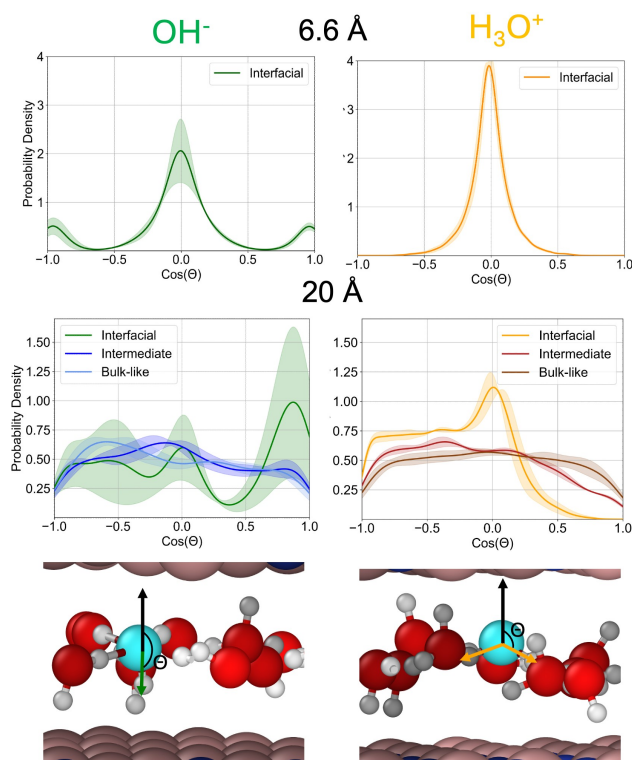 OH⁻ 6.6 Å H₃O⁺
Interfacial
Probability Density
4
3
2
1
−1.0 −0.5 0.0 0.5 1.0
Cos(Θ)
Interfacial
4
3
2
1
−1.0 −0.5 0.0 0.5 1.0
Cos(Θ)
20 Å
Interfacial
Intermediate
Bulk-like
Probability Density
1.50
1.25
1.00
0.75
0.50
0.25
−1.0 −0.5 0.0 0.5 1.0
Cos(Θ)
Interfacial
Intermediate
Bulk-like
1.50
1.25
1.00
0.75
0.50
0.25
−1.0 −0.5 0.0 0.5 1.0
Cos(Θ)
Θ
Θ